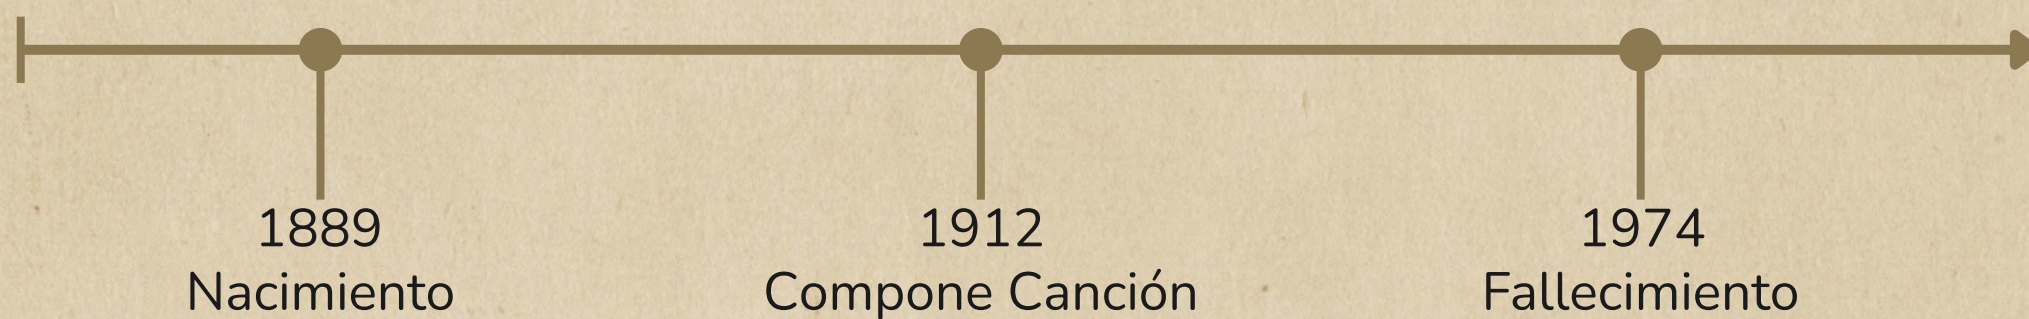 1889
Nacimiento
1912
Compone Canción
1974
Fallecimiento